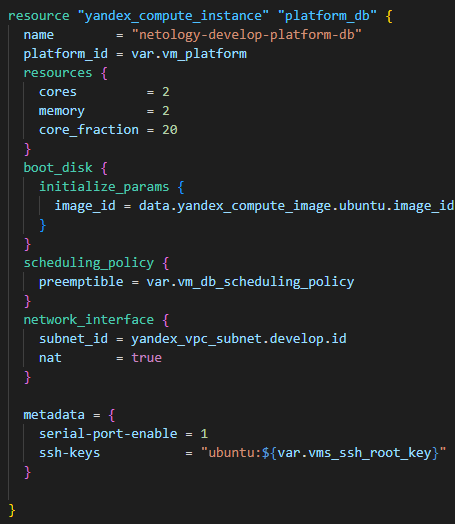 resource "yandex_compute_instance" "platform_db" {
  name        = "netology-develop-platform-db"
  platform_id = var.vm_platform
  resources {
    cores         = 2
    memory        = 2
    core_fraction = 20
  }
  boot_disk {
    initialize_params {
      image_id = data.yandex_compute_image.ubuntu.image_id
    }
  }
  scheduling_policy {
    preemptible = var.vm_db_scheduling_policy
  }
  network_interface {
    subnet_id = yandex_vpc_subnet.develop.id
    nat       = true
  }

  metadata = {
    serial-port-enable = 1
    ssh-keys           = "ubuntu:${var.vms_ssh_root_key}"
  }

}